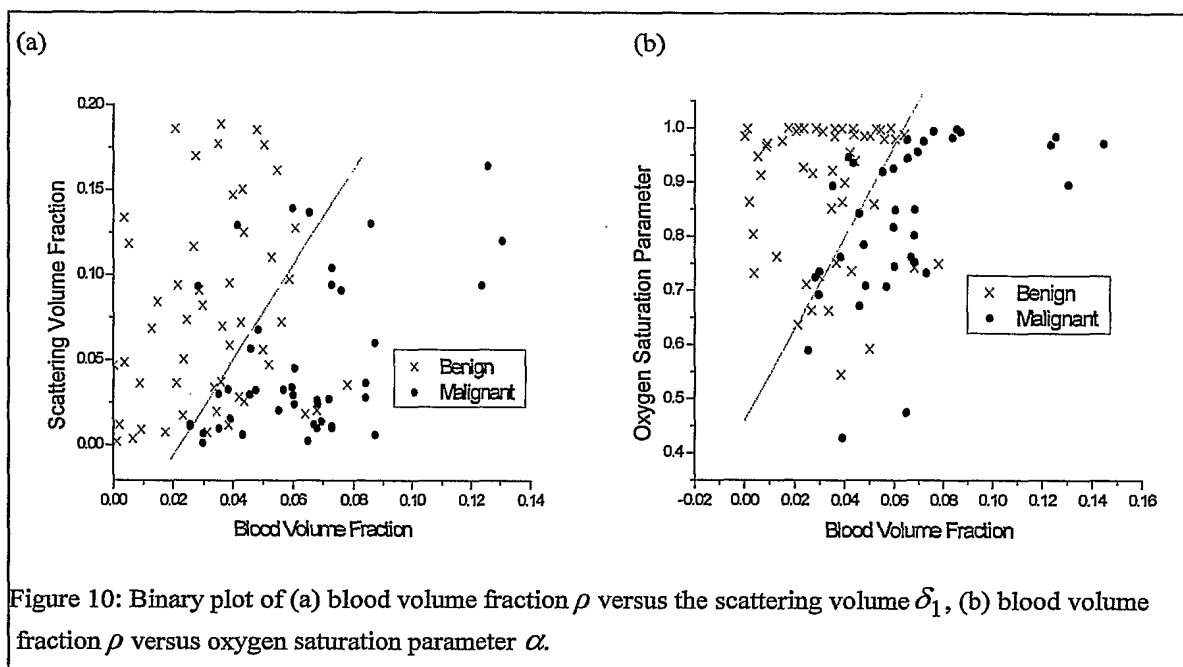 (a)
Scattering Volume Fraction
0.20
0.15
0.10
0.05
0.00
0.00 0.02 0.04 0.06 0.08 0.10 0.12 0.14
Blood Volume Fraction
× Benign
● Malignant
(b)
Oxygen Saturation Parameter
1.0
0.9
0.8
0.7
0.6
0.5
0.4
-0.02 0.00 0.02 0.04 0.06 0.08 0.10 0.12 0.14 0.16
Blood Volume Fraction
× Benign
● Malignant
Figure 10: Binary plot of (a) blood volume fraction ρ versus the scattering volume δ₁, (b) blood volume
fraction ρ versus oxygen saturation parameter α.